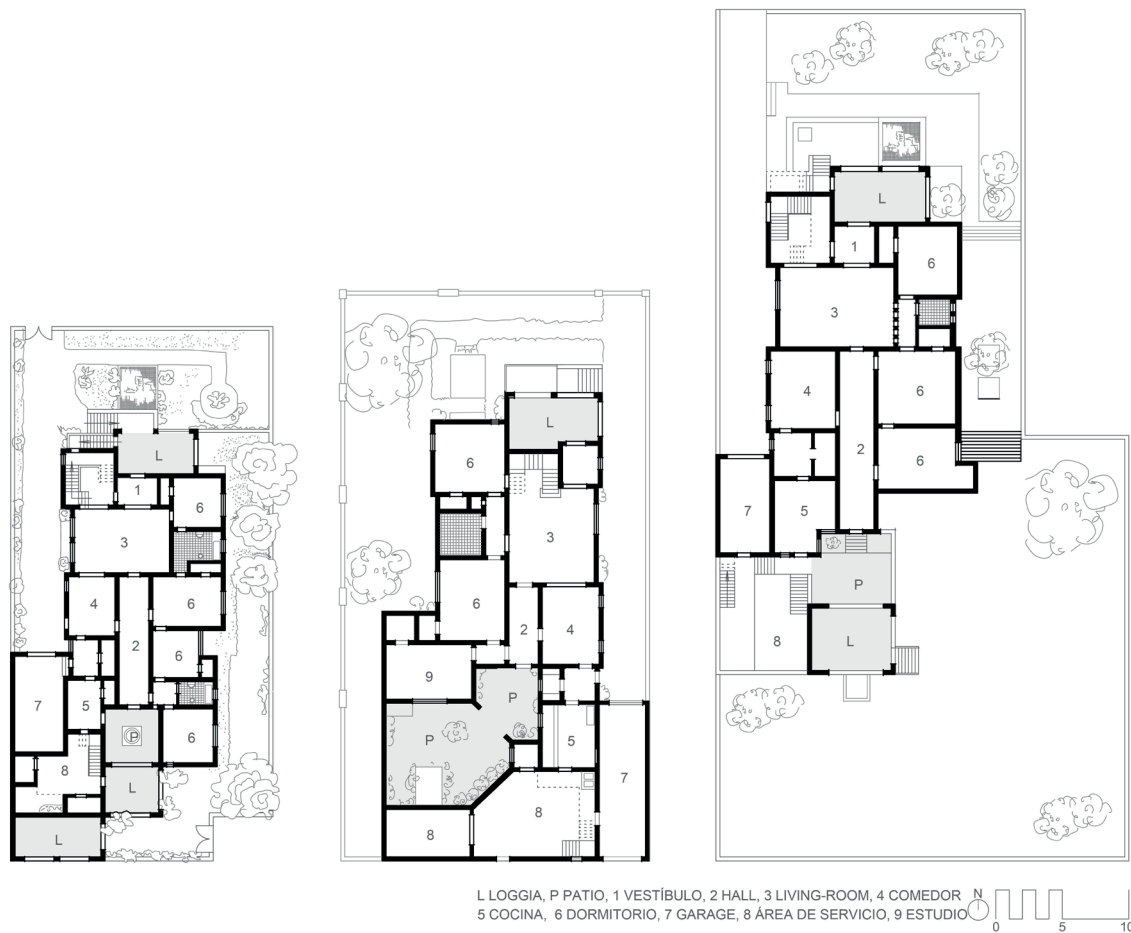 L
1
6
3
4
6
2
6
7
5
P
6
8
L
L
L
6
3
6
2
4
9
P
P
5
7
8
8
L
1
6
3
4
6
2
6
7
5
P
8
L
L LOGGIA, P PATIO, 1 VESTÍBULO, 2 HALL, 3 LIVING-ROOM, 4 COMEDOR
5 COCINA, 6 DORMITORIO, 7 GARAGE, 8 ÁREA DE SERVICIO, 9 ESTUDIO
N
0 5 10